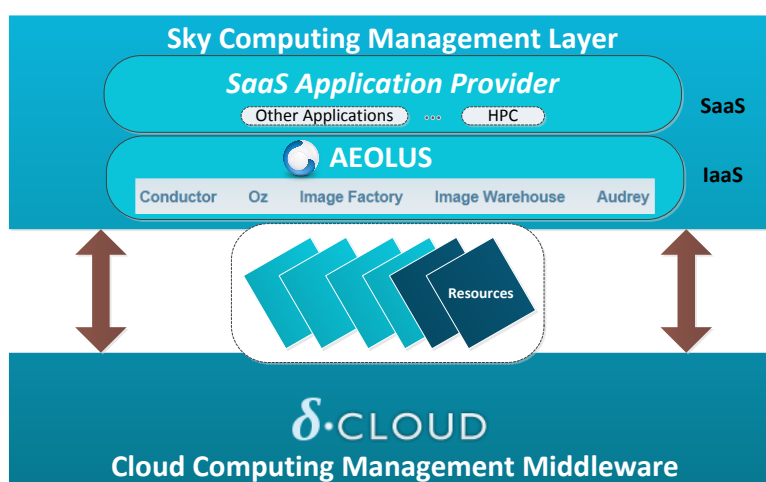 Sky Computing Management Layer
SaaS Application Provider
Other Applications ... HPC
SaaS
AEOLUS
IaaS
Conductor Oz Image Factory Image Warehouse Audrey
Resources
δ·CLOUD
Cloud Computing Management Middleware